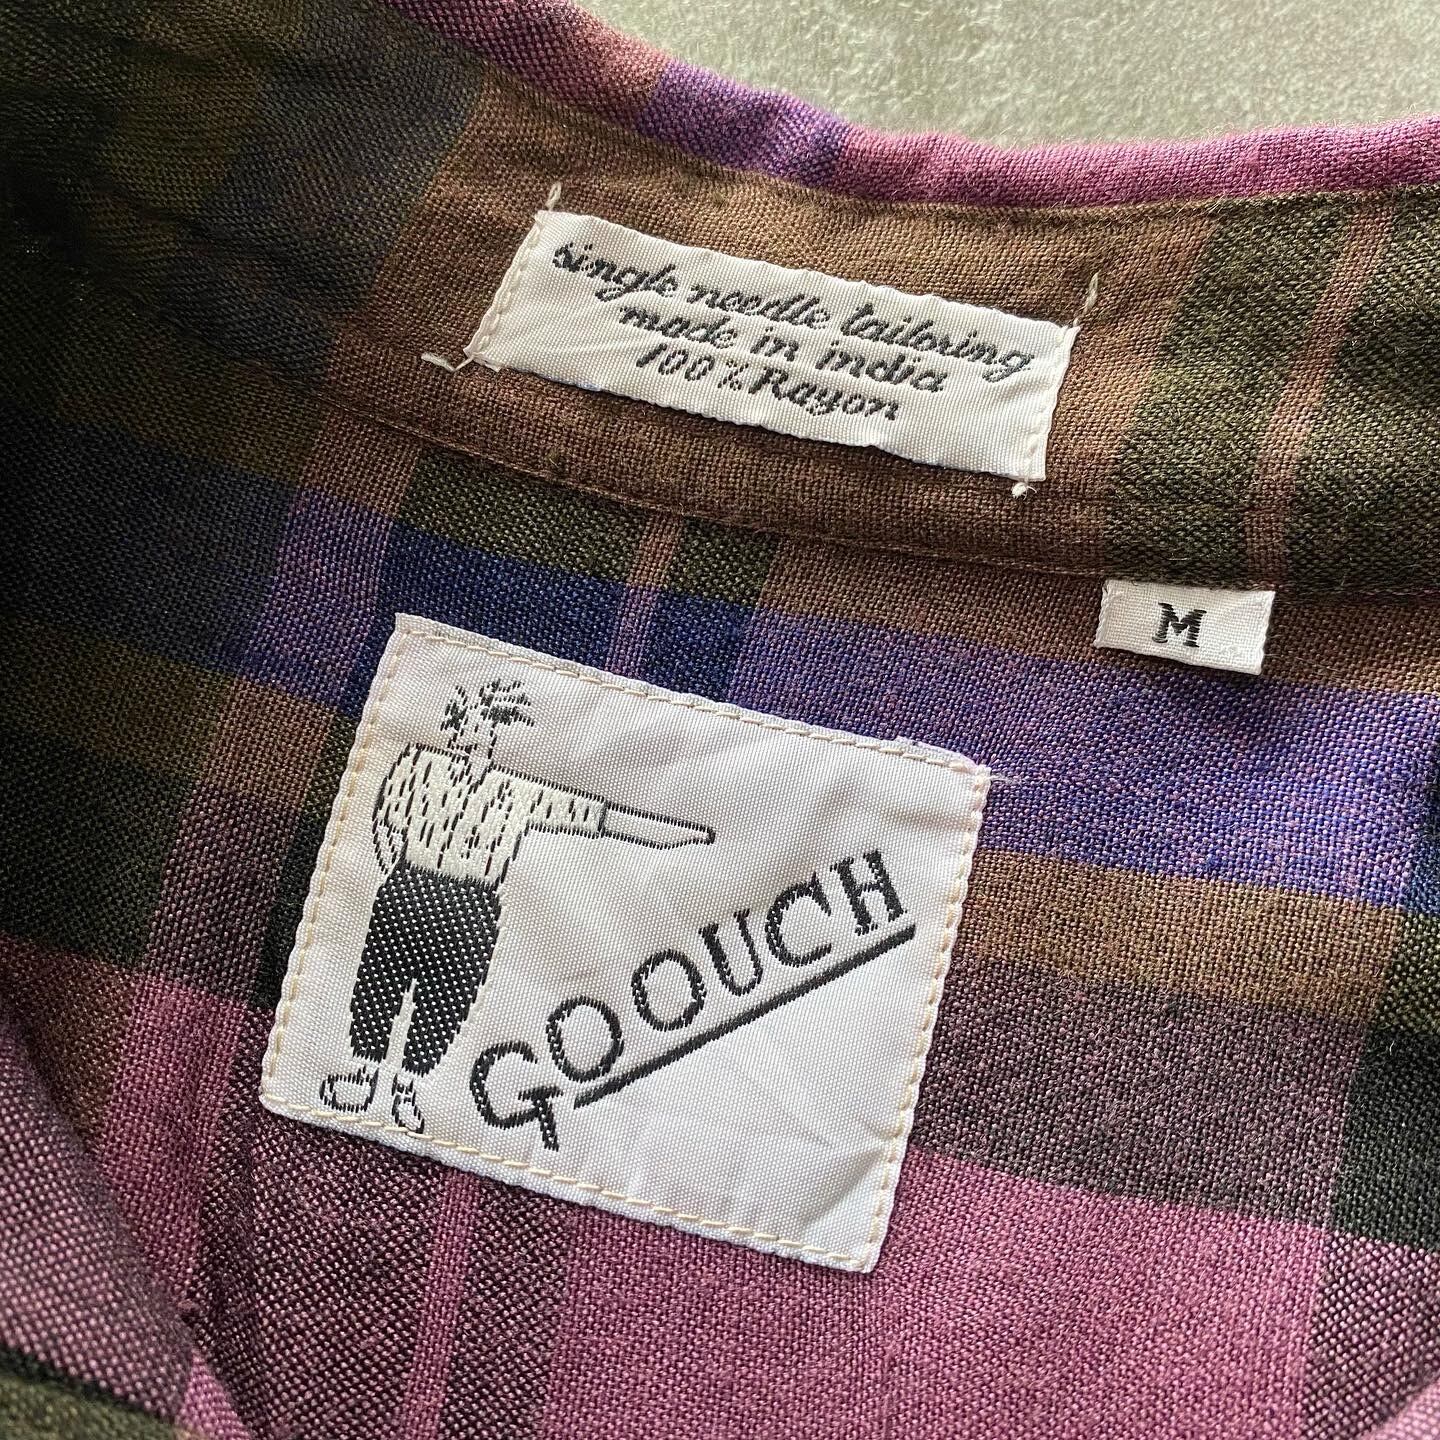 single needle tailoring
made in india
100% Rayon
M
GOOUCH